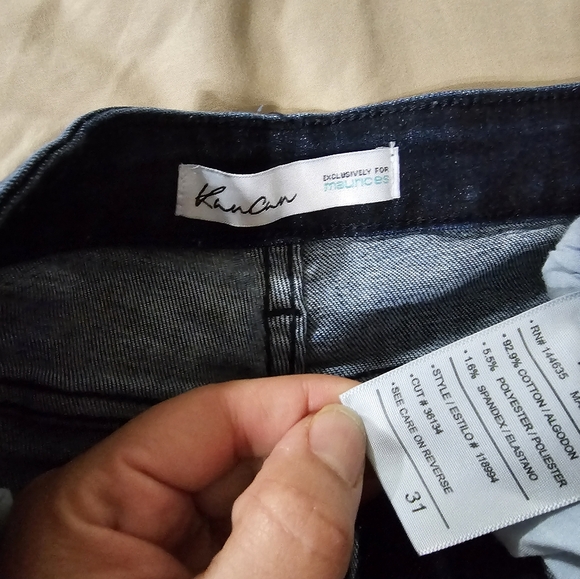 KanCan
EXCLUSIVELY FOR
maurices
• RN# 144635
• 92.9% COTTON / ALGODON
• 5.5% POLYESTER / POLIESTER
• 1.6% SPANDEX / ELASTANO
• STYLE / ESTILO # 118994
• CUT # 36134
• SEE CARE ON REVERSE
31